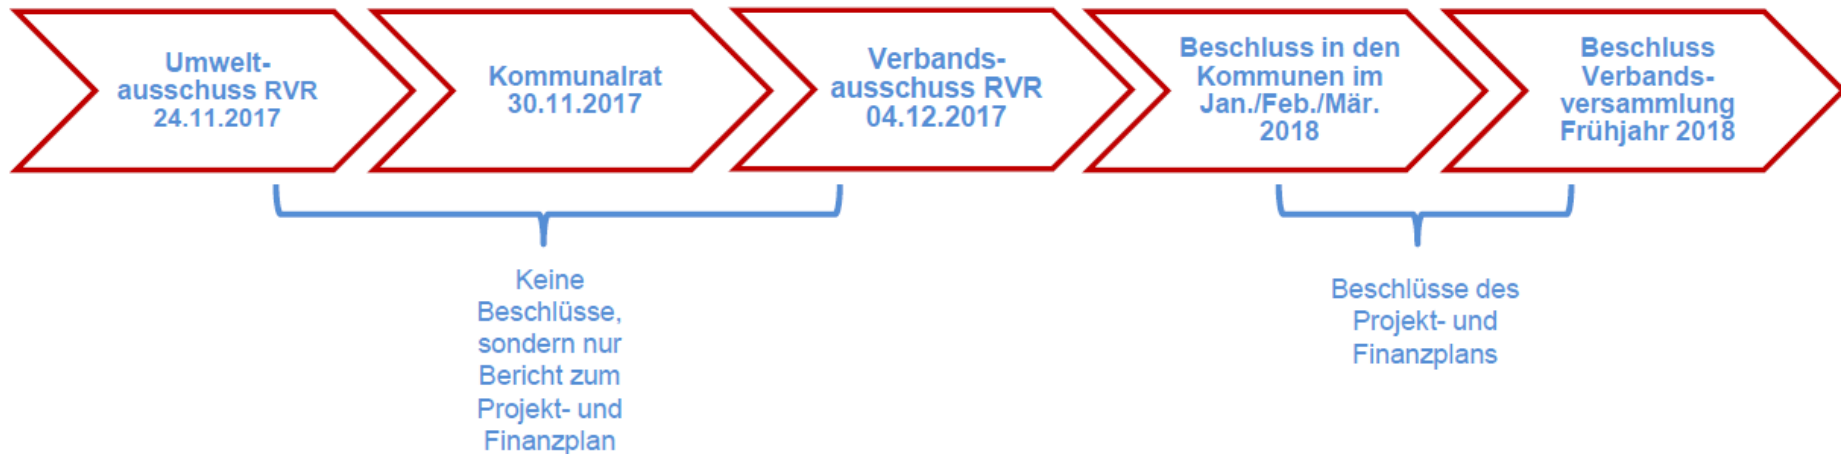 Umwelt-
ausschuss RVR
24.11.2017
Kommunalrat
30.11.2017
Verbands-
ausschuss RVR
04.12.2017
Beschluss in den
Kommunen im
Jan./Feb./Mär.
2018
Beschluss
Verbands-
versammlung
Frühjahr 2018
Keine
Beschlüsse,
sondern nur
Bericht zum
Projekt- und
Finanzplan
Beschlüsse des
Projekt- und
Finanzplans